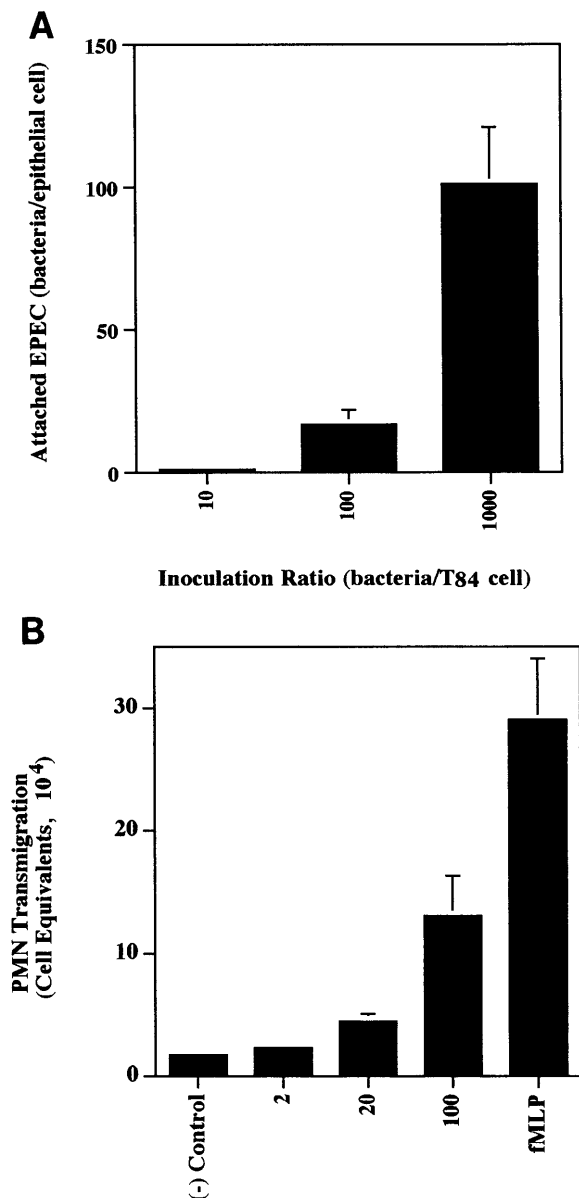 A
150
100
50
0
Attached EPEC (bacteria/epithelial cell)
10
100
1000
Inoculation Ratio (bacteria/T84 cell)
B
30
20
10
0
PMN Transmigration
(Cell Equivalents, 10⁴)
(-) Control
2
20
100
fMLP